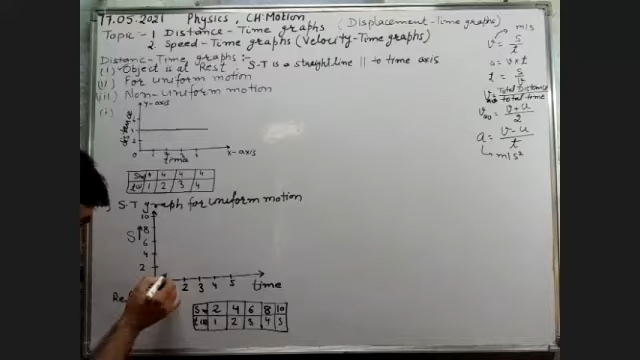 17.05.2021 Physics, CH: Motion
Topic - 1 Distance - Time graphs (Displacement - Time graphs)
2. Speed - Time graphs (Velocity - Time Graphs)
Distance - Time graphs :-
(i) Object is at Rest S-T is a straight line || to time axis
(ii) For uniform motion
(iii) Non-uniform motion
(i)
Y-axis
distance
time
X-axis
4 4 4 4
1 2 3 4
S-T graph for uniform motion
10
8
6
4
2
S
2 3 4 5 time
S 2 4 6 8 10
1 2 3 4 5
m/s
v = s/t
s = v x t
t = s/v
Total Distance
total time
v+u
2
a = v-u/t
m/s²